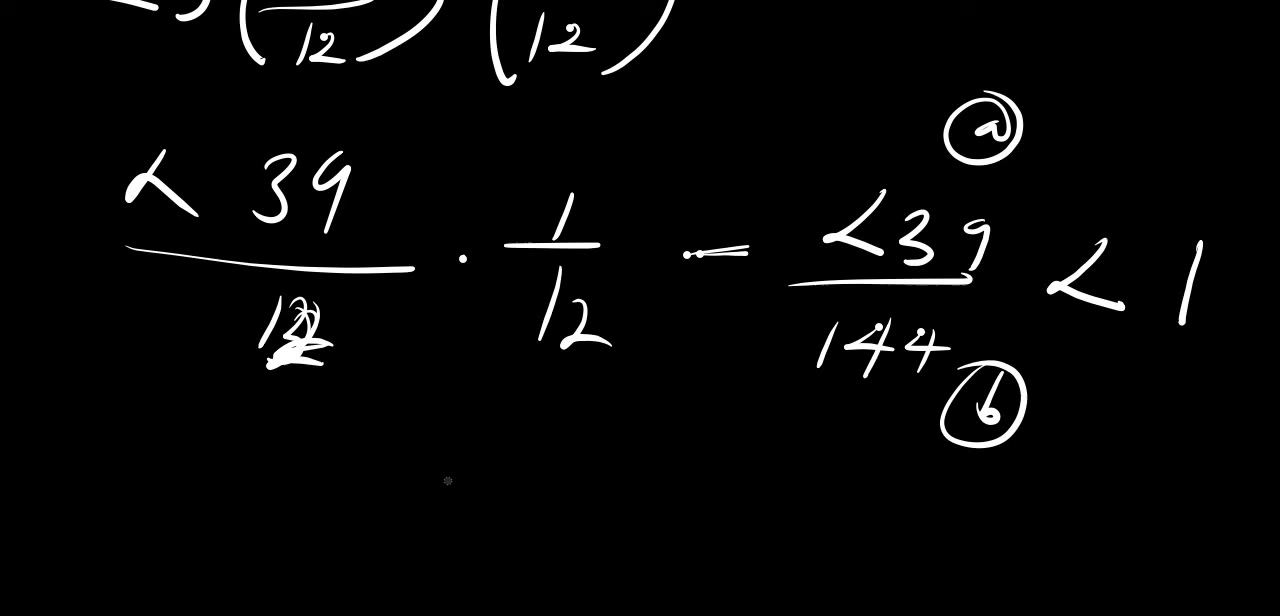 12 12
(a)
< 39 / 12 · 1 / 12 = < 39 / 144 < 1
(b)